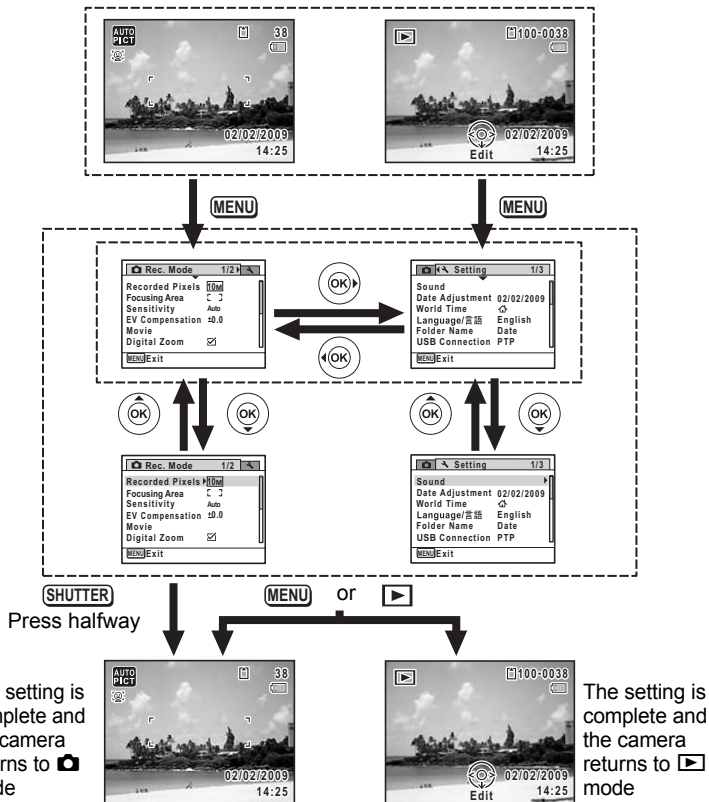 AUTO PICT 38
02/02/2009
14:25
100-0038
02/02/2009
Edit 14:25
MENU
MENU
Rec. Mode 1/2
Recorded Pixels 10M
Focusing Area
Sensitivity Auto
EV Compensation ±0.0
Movie
Digital Zoom
MENU Exit
OK
OK
Setting 1/3
Sound
Date Adjustment 02/02/2009
World Time
Language/言語 English
Folder Name Date
USB Connection PTP
MENU Exit
OK
OK
OK
OK
Rec. Mode 1/2
Recorded Pixels 10M
Focusing Area
Sensitivity Auto
EV Compensation ±0.0
Movie
Digital Zoom
MENU Exit
Setting 1/3
Sound
Date Adjustment 02/02/2009
World Time
Language/言語 English
Folder Name Date
USB Connection PTP
MENU Exit
SHUTTER
Press halfway
MENU or
setting is
and
camera
to
AUTO PICT 38
02/02/2009
14:25
100-0038
02/02/2009
Edit 14:25
The setting is
complete and
the camera
returns to
mode